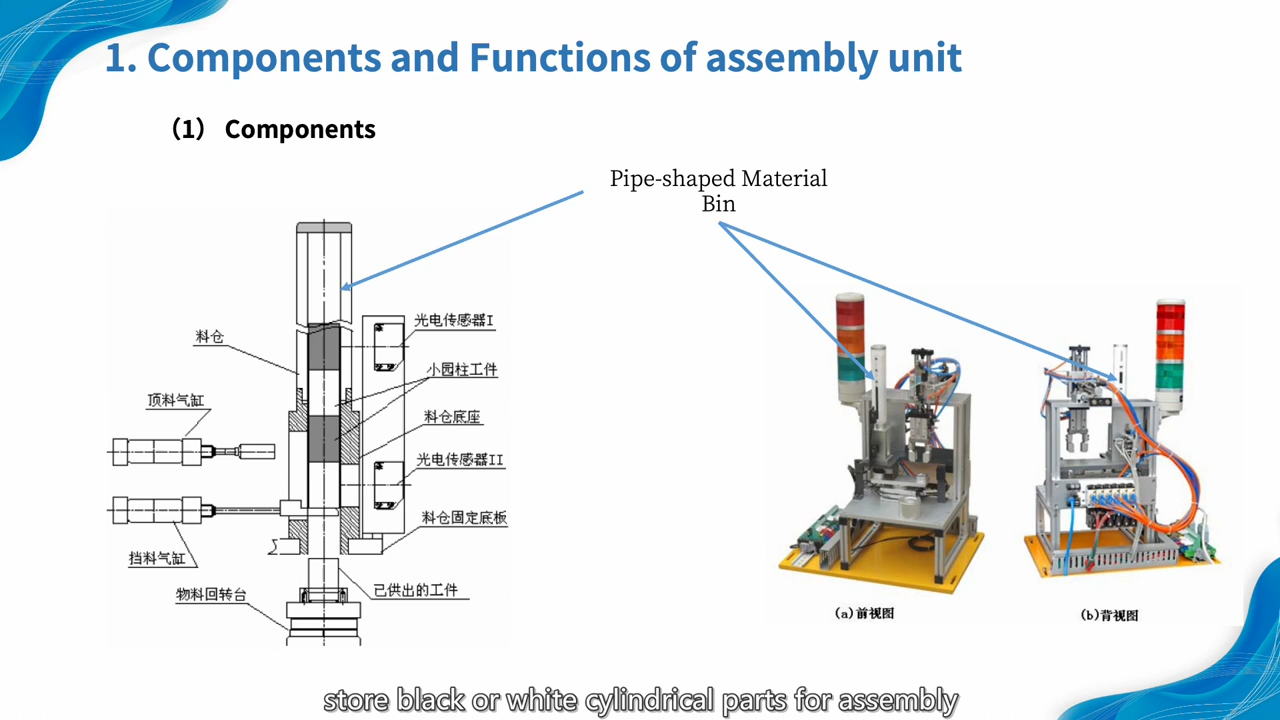 1. Components and Functions of assembly unit
（1） Components
Pipe-shaped Material
Bin
光电传感器I
料仓
小园柱工件
顶料气缸
料仓底座
光电传感器II
料仓固定底板
挡料气缸
已供出的工件
物料回转台
(a)前视图
(b)背视图
store black or white cylindrical parts for assembly